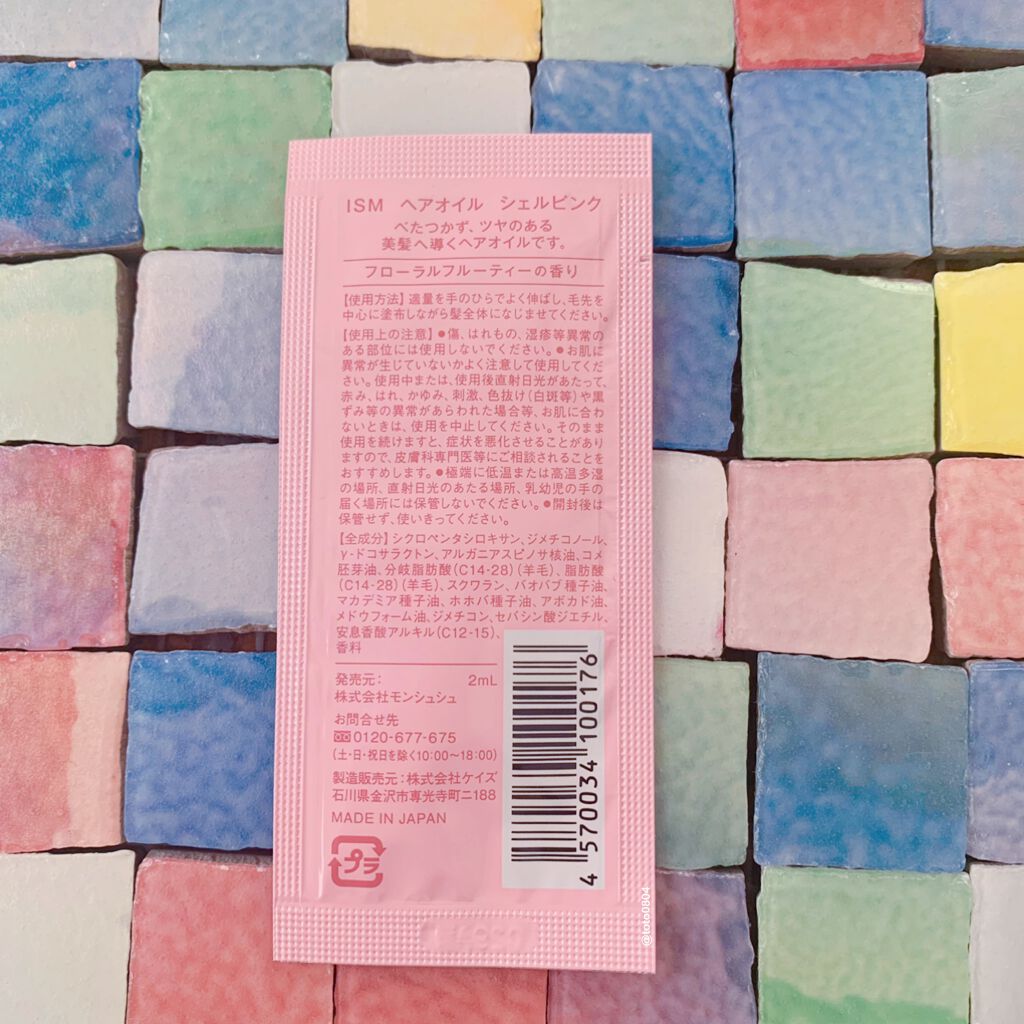 ISM ヘアオイル シェルピンク
べたつかず、ツヤのある
美髪へ導くヘアオイルです。
フローラルフルーティーの香り
【使用方法】適量を手のひらでよく伸ばし、毛先を
中心に塗布しながら髪全体になじませてください。
【使用上の注意】●傷、はれもの、湿疹等異常の
ある部位には使用しないでください。●お肌に
異常が生じていないかよく注意して使用してくだ
さい。使用中または、使用後直射日光があたって、
赤み、はれ、かゆみ、刺激、色抜け(白斑等)や黒
ずみ等の異常があらわれた場合等、お肌に合わ
ないときは、使用を中止してください。そのまま
使用を続けますと、症状を悪化させることがあり
ますので、皮膚科専門医等にご相談されることを
おすすめします。●極端に低温または高温多湿
の場所、直射日光のあたる場所、乳幼児の手の
届く場所には保管しないでください。●開封後は
保管せず、使いきってください。
【全成分】シクロペンタシロキサン、ジメチコノール、
γ-ドコサラクトン、アルガニアスピノサ核油、コメ
胚芽油、分岐脂肪酸(C14-28)(羊毛)、脂肪酸
(C14-28)(羊毛)、スクワラン、バオバブ種子油、
マカデミア種子油、ホホバ種子油、アボカド油、
メドウフォーム油、ジメチコン、セバシン酸ジエチル、
安息香酸アルキル(C12-15)、
香料
発売元: 2mL
株式会社モンシュシュ
お問合せ先
0120-677-675
(土・日・祝日を除く10:00〜18:00)
製造販売元:株式会社ケイズ
石川県金沢市専光寺町ニ188
MADE IN JAPAN
プラ
4 570034 100176
@toto0804